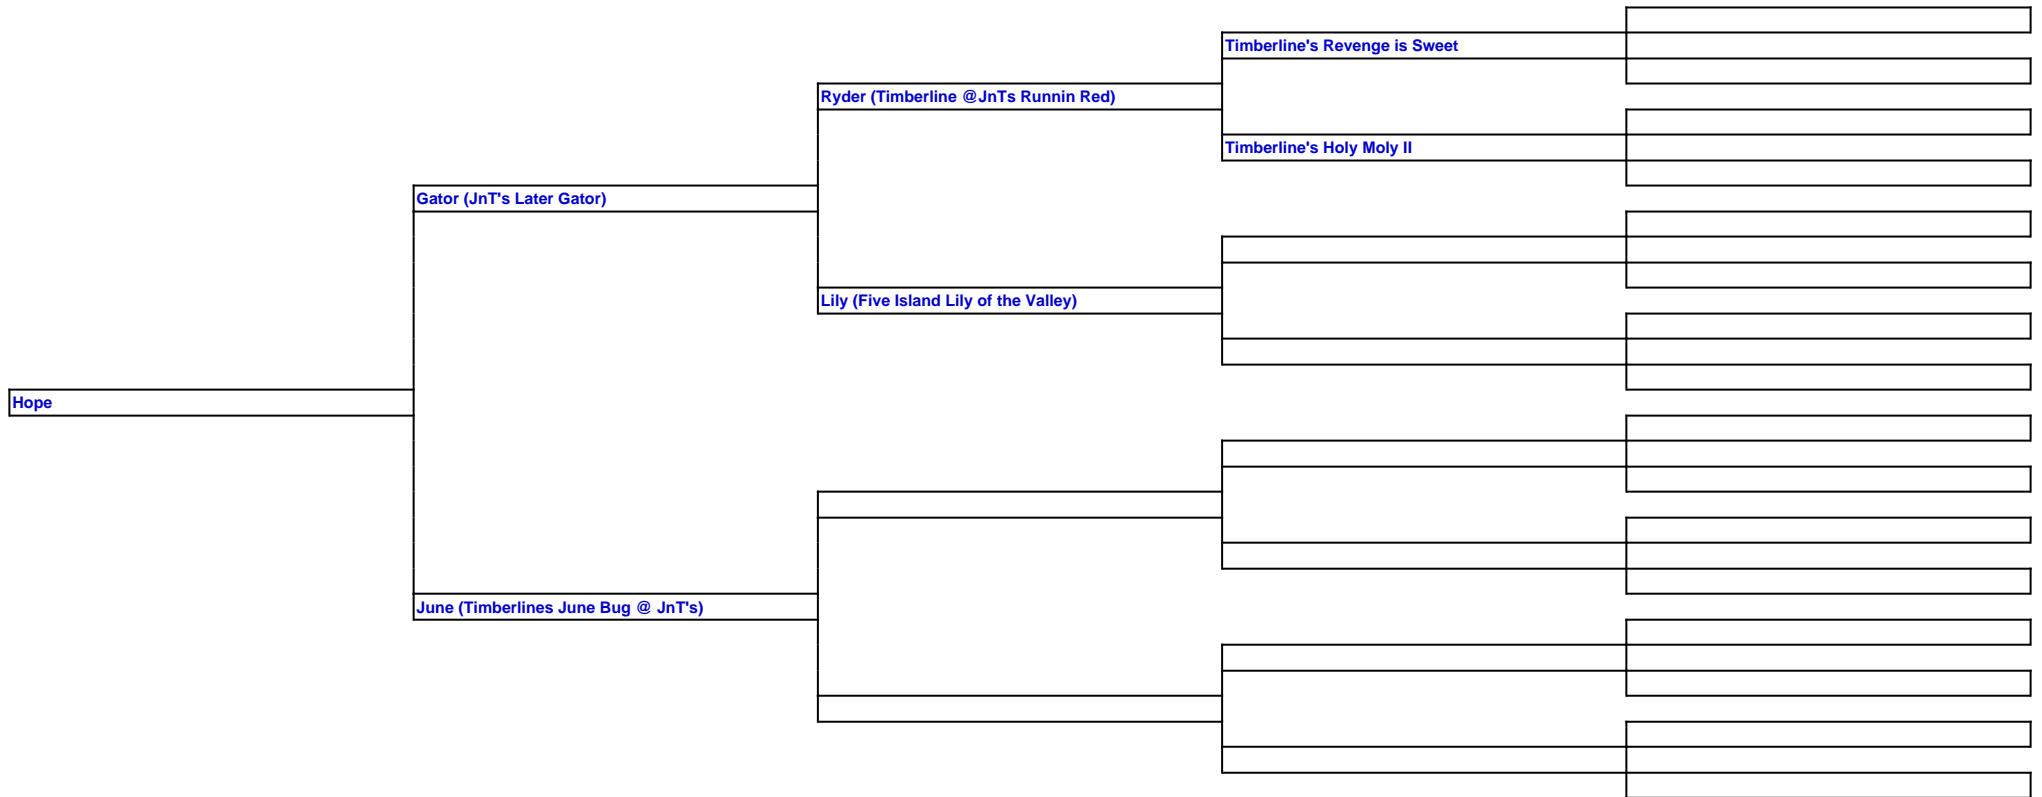 Timberline's Revenge is Sweet
Ryder (Timberline @JnTs Runnin Red)
Timberline's Holy Moly II
Gator (JnT's Later Gator)
Lily (Five Island Lily of the Valley)
Hope
June (Timberlines June Bug @ JnT's)